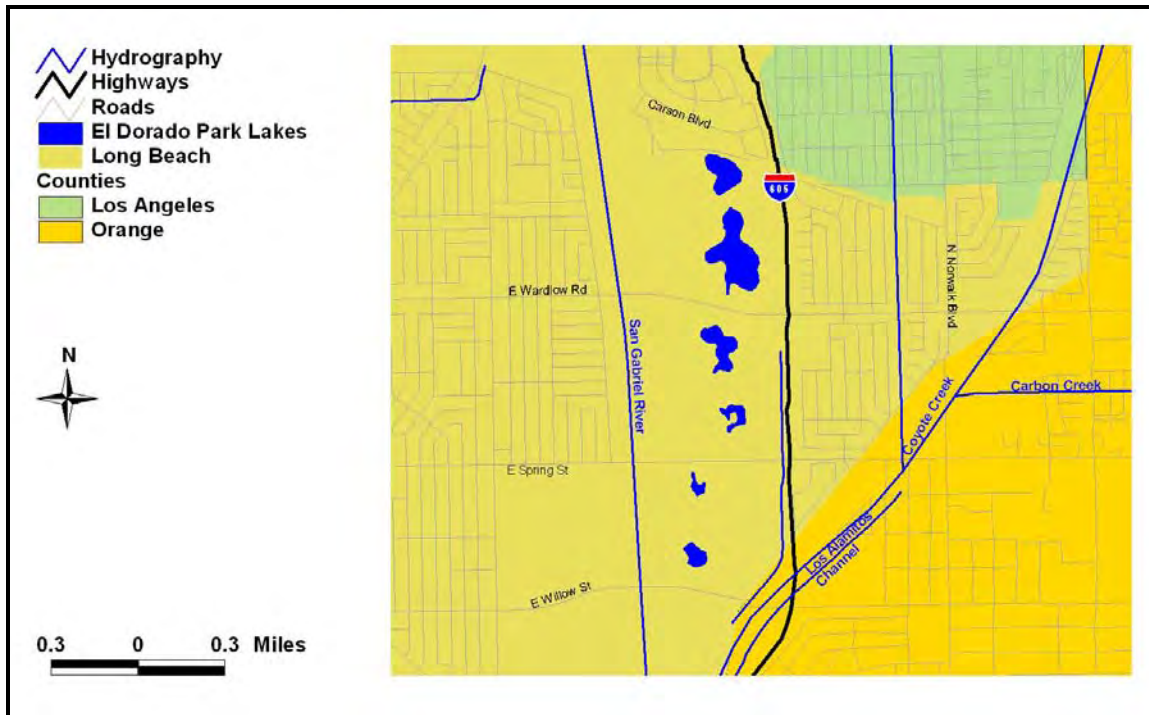 Hydrography
Highways
Roads
El Dorado Park Lakes
Long Beach
Counties
Los Angeles
Orange
N
0.3 0 0.3 Miles
Carson Blvd
605
E Wardlow Rd
N Norwalk Blvd
San Gabriel River
Carbon Creek
Coyote Creek
E Spring St
Los Alamitos
Channel
E Willow St